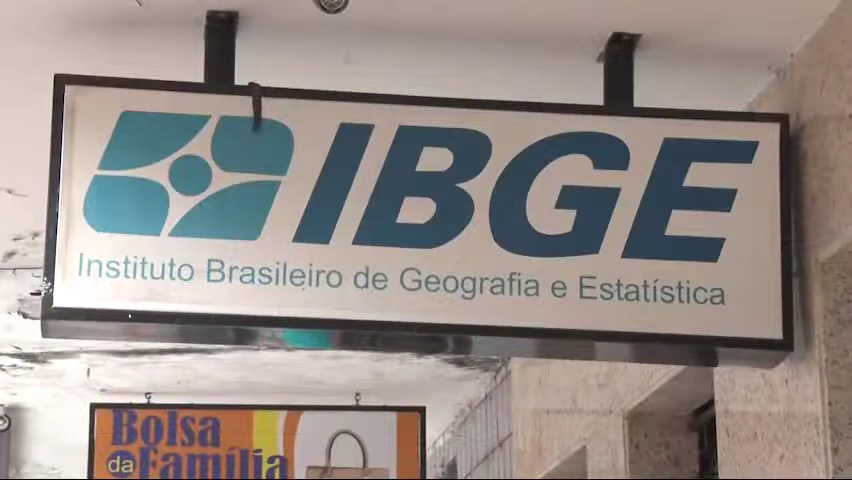 IBGE
Instituto Brasileiro de Geografia e Estatística
Bolsa
da Família